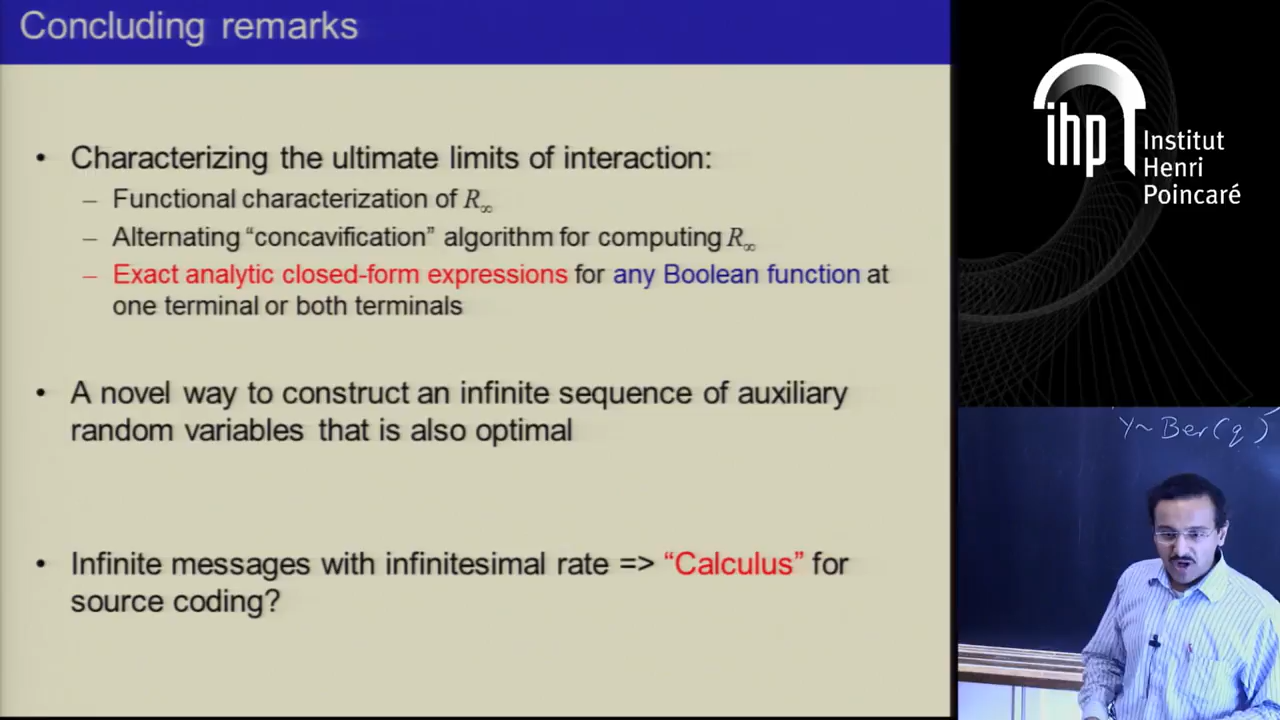 Concluding remarks
• Characterizing the ultimate limits of interaction:
– Functional characterization of R∞
– Alternating “concavification” algorithm for computing R∞
– Exact analytic closed-form expressions for any Boolean function at
one terminal or both terminals
• A novel way to construct an infinite sequence of auxiliary
random variables that is also optimal
• Infinite messages with infinitesimal rate => “Calculus” for
source coding?
ihp
Institut
Henri
Poincaré
Y~ Ber(q)